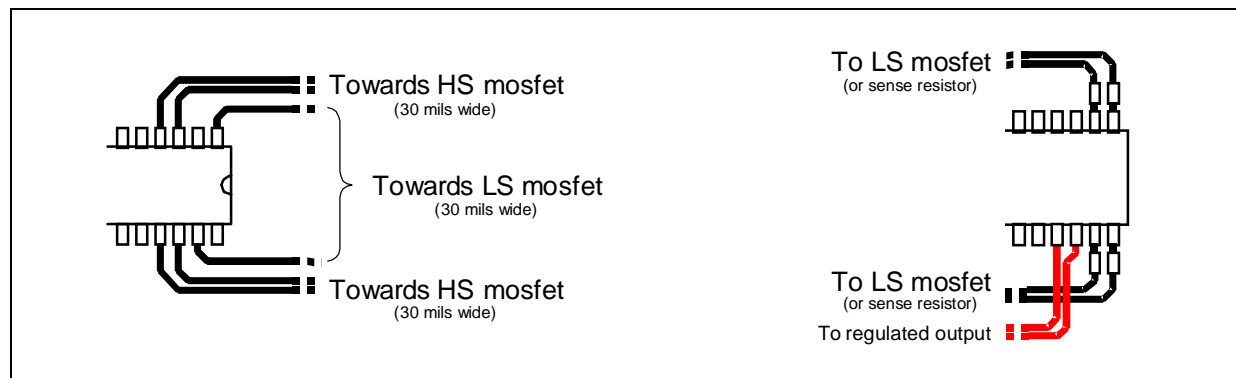 Towards HS mosfet
(30 mils wide)
Towards LS mosfet
(30 mils wide)
Towards HS mosfet
(30 mils wide)
To LS mosfet
(or sense resistor)
To LS mosfet
(or sense resistor)
To regulated output